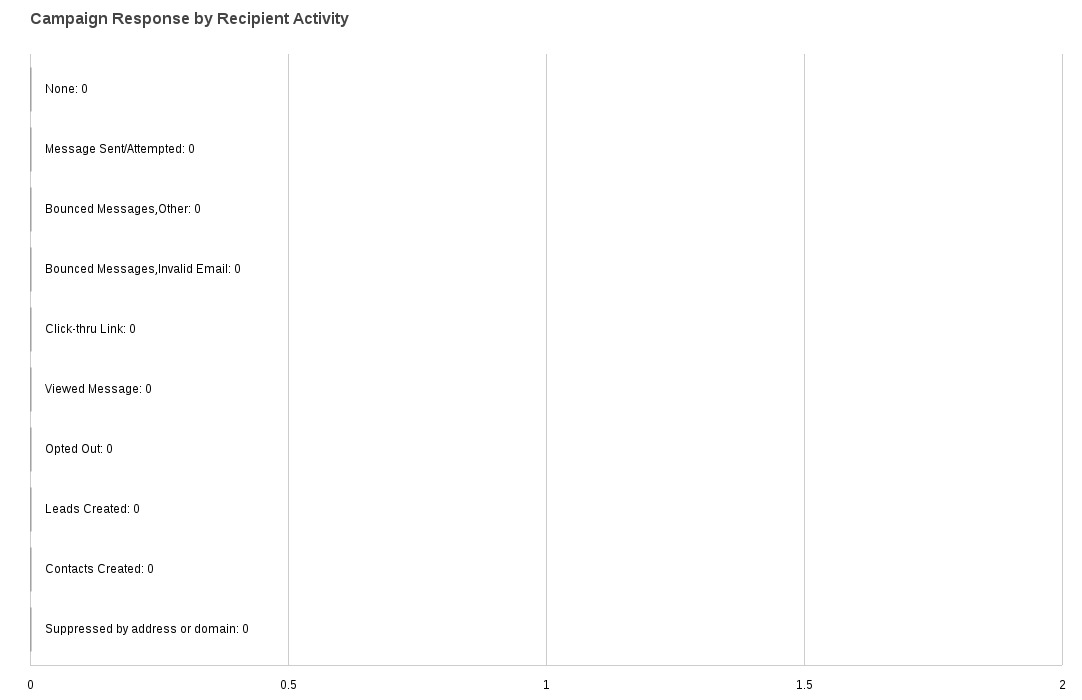 Campaign Response by Recipient Activity
None: 0
Message Sent/Attempted: 0
Bounced Messages,Other: 0
Bounced Messages,Invalid Email: 0
Click-thru Link: 0
Viewed Message: 0
Opted Out: 0
Leads Created: 0
Contacts Created: 0
Suppressed by address or domain: 0
0 0.5 1 1.5 2